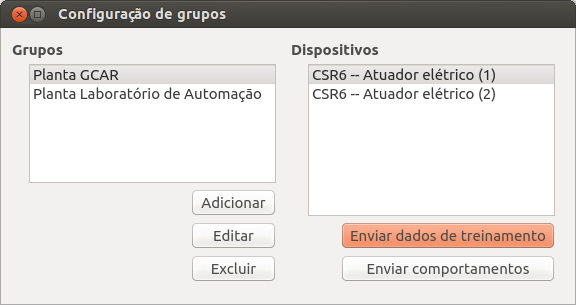 Configuração de grupos
Grupos
Planta GCAR
Planta Laboratório de Automação
Adicionar
Editar
Excluir
Dispositivos
CSR6 -- Atuador elétrico (1)
CSR6 -- Atuador elétrico (2)
Enviar dados de treinamento
Enviar comportamentos